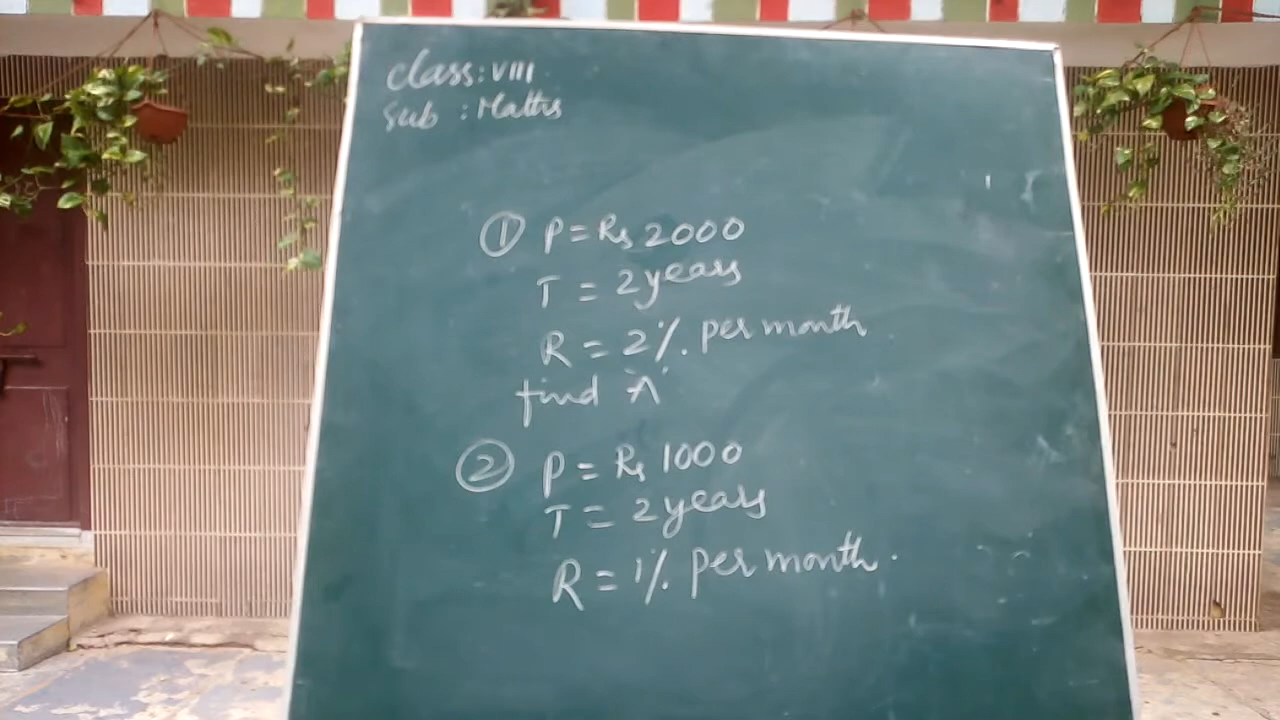 Class: VIII
Sub : Maths
① P = Rs 2000
T = 2 years
R = 2% per month
find 'A'
② P = Rs 1000
T = 2 years
R = 1% per month.